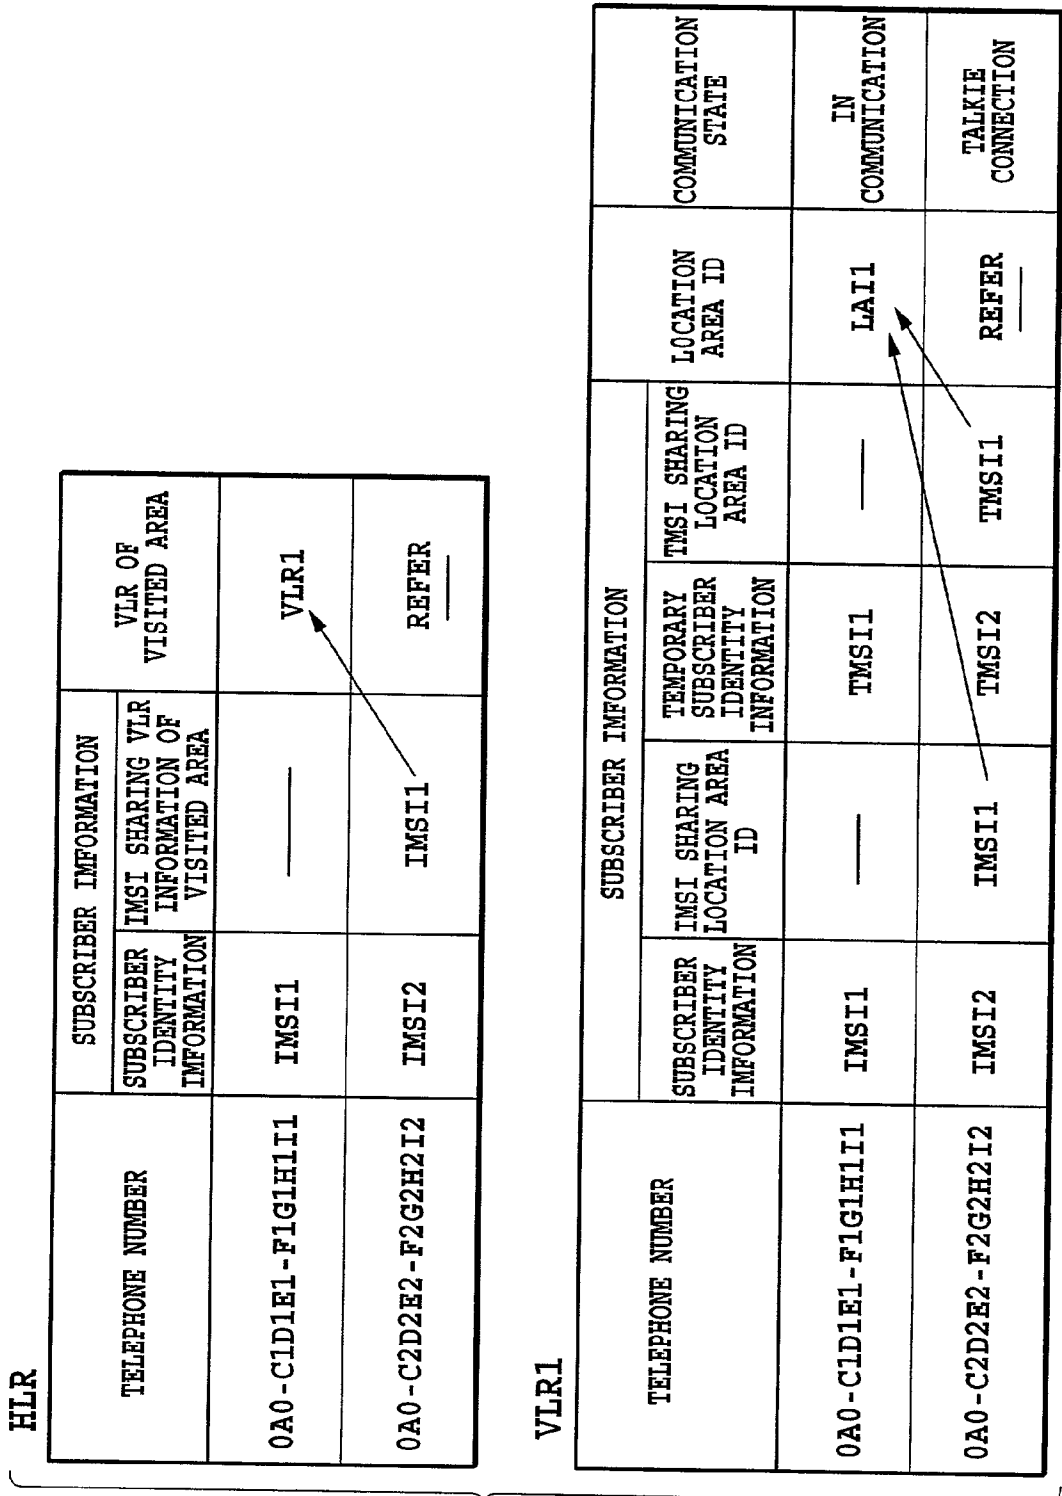 HLR
TELEPHONE NUMBER
SUBSCRIBER IMFORMATION
SUBSCRIBER
IDENTITY
IMFORMATION
IMSI SHARING VLR
INFORMATION OF
VISITED AREA
VLR OF
VISITED AREA
0A0-C1D1E1-F1G1H1I1
IMSI1
VLR1
0A0-C2D2E2-F2G2H2I2
IMSI2
IMSI1
REFER
VLR1
TELEPHONE NUMBER
SUBSCRIBER IMFORMATION
SUBSCRIBER
IDENTITY
IMFORMATION
IMSI SHARING
LOCATION AREA
ID
TEMPORARY
SUBSCRIBER
IDENTITY
INFORMATION
TMSI SHARING
LOCATION
AREA ID
LOCATION
AREA ID
COMMUNICATION
STATE
0A0-C1D1E1-F1G1H1I1
IMSI1
TMSI1
LAI1
IN
COMMUNICATION
0A0-C2D2E2-F2G2H2I2
IMSI2
IMSI1
TMSI2
TMSI1
REFER
TALKIE
CONNECTION